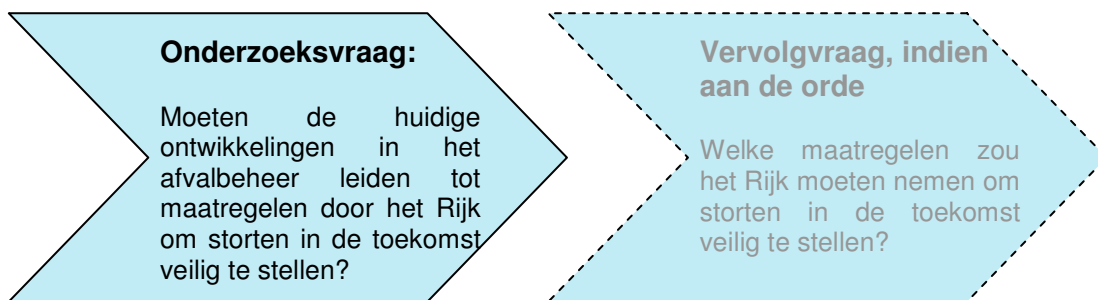 Onderzoeksvraag:
Moeten de huidige
ontwikkelingen in het
afvalbeheer leiden tot
maatregelen door het Rijk
om storten in de toekomst
veilig te stellen?
Vervolgvraag, indien
aan de orde
Welke maatregelen zou
het Rijk moeten nemen om
storten in de toekomst
veilig te stellen?